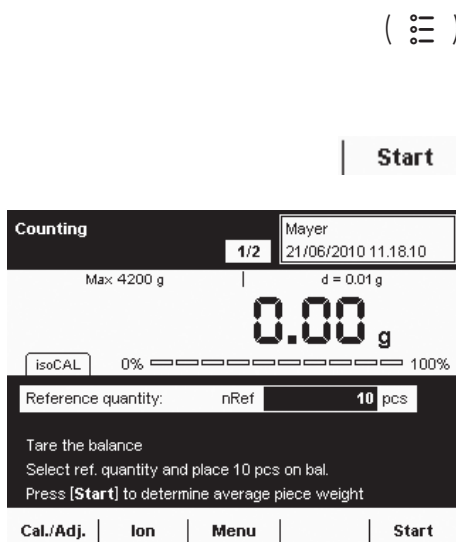 Start
Counting
1/2
Mayer
21/06/2010 11.18.10
Max 4200 g
d = 0.01 g
0.00 g
isoCAL 0% 100%
Reference quantity: nRef 10 pcs
Tare the balance
Select ref. quantity and place 10 pcs on bal.
Press [Start] to determine average piece weight
Cal./Adj. Ion Menu Start